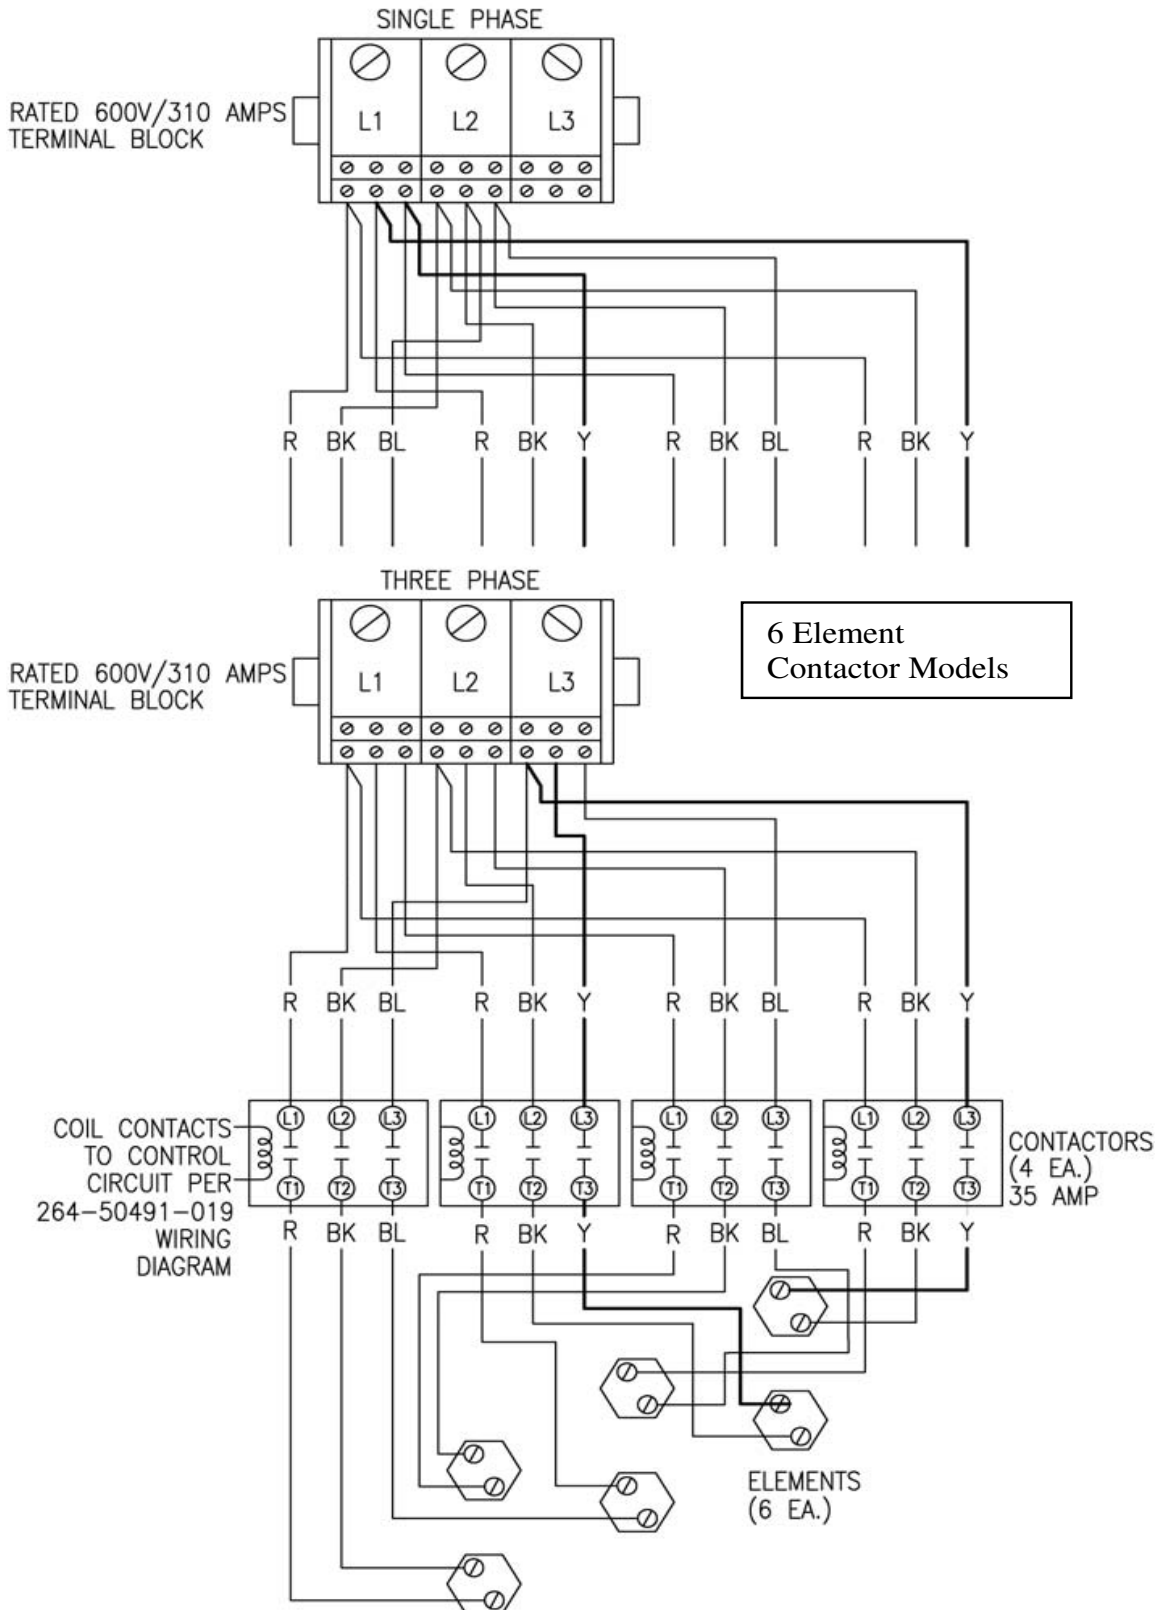 SINGLE PHASE
RATED 600V/310 AMPS
TERMINAL BLOCK
L1 L2 L3
R BK BL R BK Y R BK BL R BK Y
THREE PHASE
6 Element
Contactor Models
RATED 600V/310 AMPS
TERMINAL BLOCK
L1 L2 L3
R BK BL R BK Y R BK BL R BK Y
L1 L2 L3 L1 L2 L3 L1 L2 L3 L1 L2 L3
COIL CONTACTS
TO CONTROL
CIRCUIT PER
264-50491-019
WIRING
DIAGRAM
CONTACTORS
(4 EA.)
35 AMP
T1 T2 T3 T1 T2 T3 T1 T2 T3 T1 T2 T3
R BK BL R BK Y R BK BL R BK Y
ELEMENTS
(6 EA.)